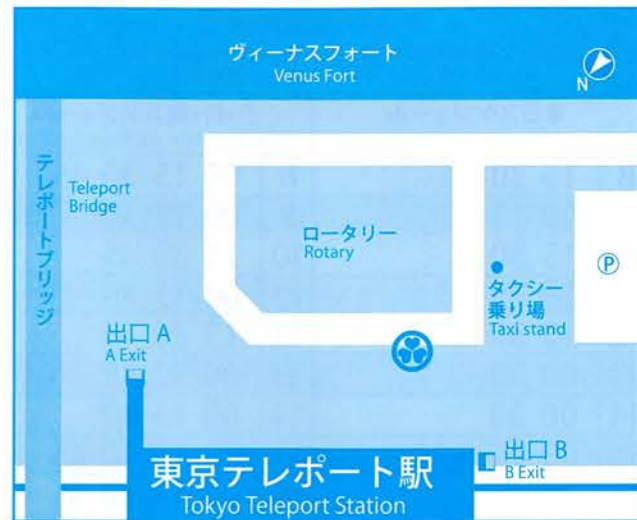 ヴィーナスフォート
Venus Fort
N
テレポートブリッジ
Teleport
Bridge
ロータリー
Rotary
P
タクシー
乗り場
Taxi stand
出口 A
A Exit
出口 B
B Exit
東京テレポート駅
Tokyo Teleport Station